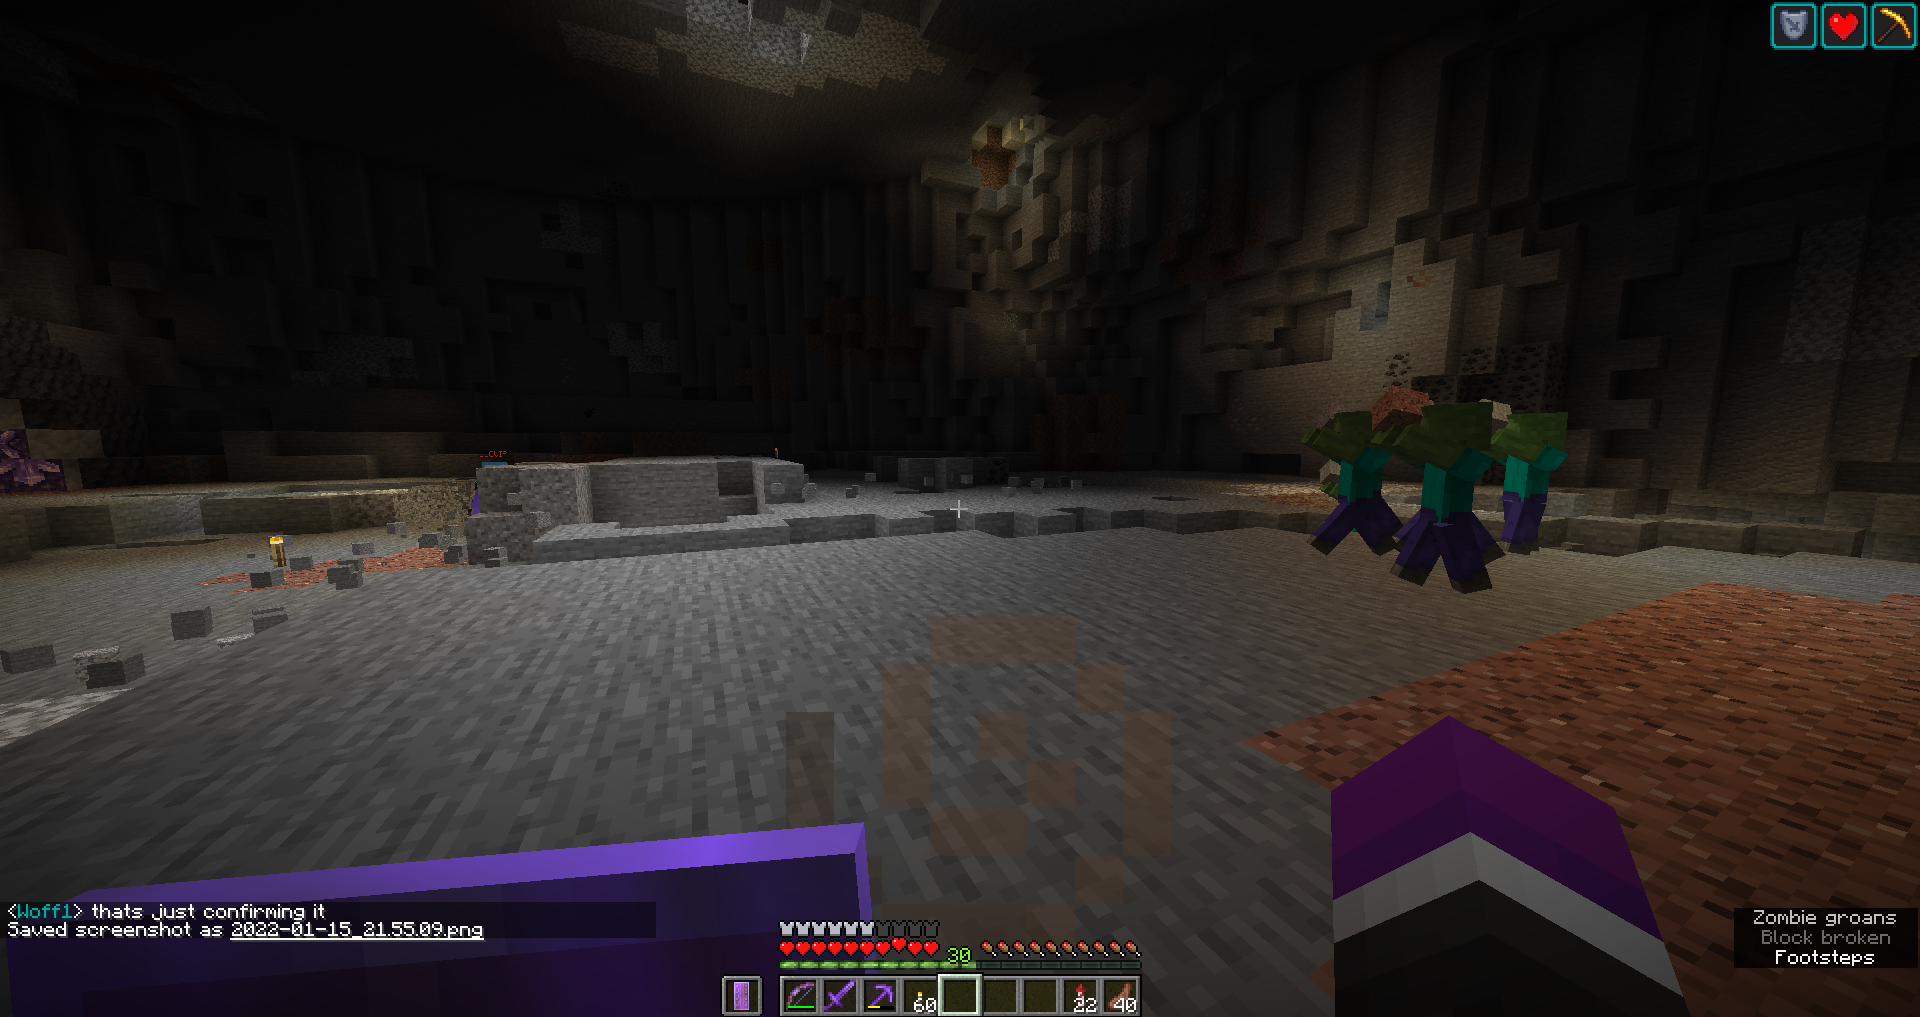 <Woff1> thats just confirming it
Saved screenshot as 2022-01-15_21.55.09.png
30
60
22
40
Zombie groans
Block broken
Footsteps